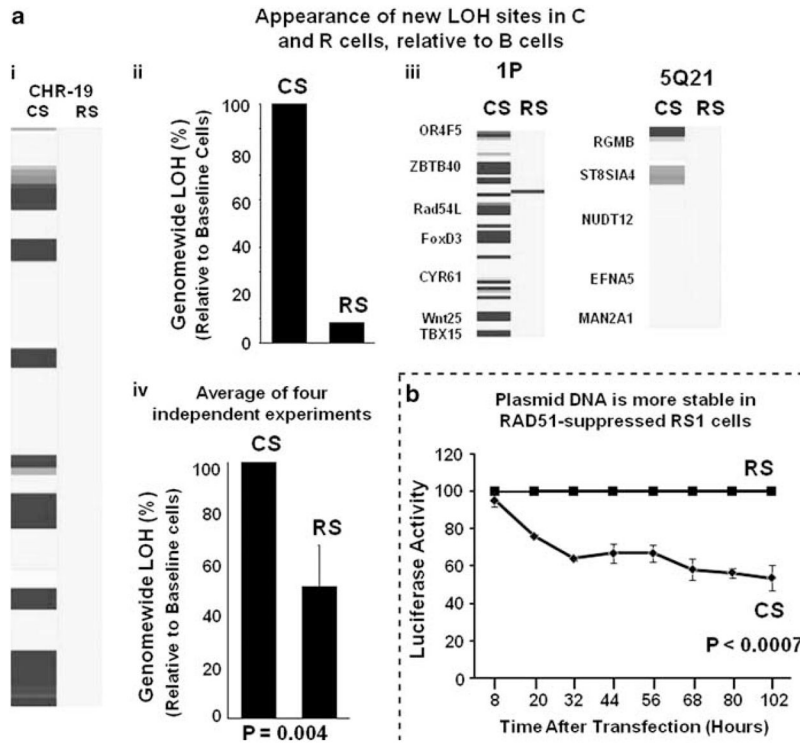 a
Appearance of new LOH sites in C
and R cells, relative to B cells
i
CHR-19
CS RS
ii
Genomewide LOH (%)
(Relative to Baseline Cells)
100
80
60
40
20
0
CS
RS
iii
1P
CS RS
OR4F5
ZBTB40
Rad54L
FoxD3
CYR61
Wnt25
TBX15
5Q21
CS RS
RGMB
ST8SIA4
NUDT12
EFNA5
MAN2A1
iv
Average of four
independent experiments
Genomewide LOH (%)
(Relative to Baseline cells)
100
80
60
40
20
0
CS
RS
P = 0.004
b
Plasmid DNA is more stable in
RAD51-suppressed RS1 cells
Luciferase Activity
120
100
80
60
40
20
0
RS
CS
P < 0.0007
8 20 32 44 56 68 80 102
Time After Transfection (Hours)